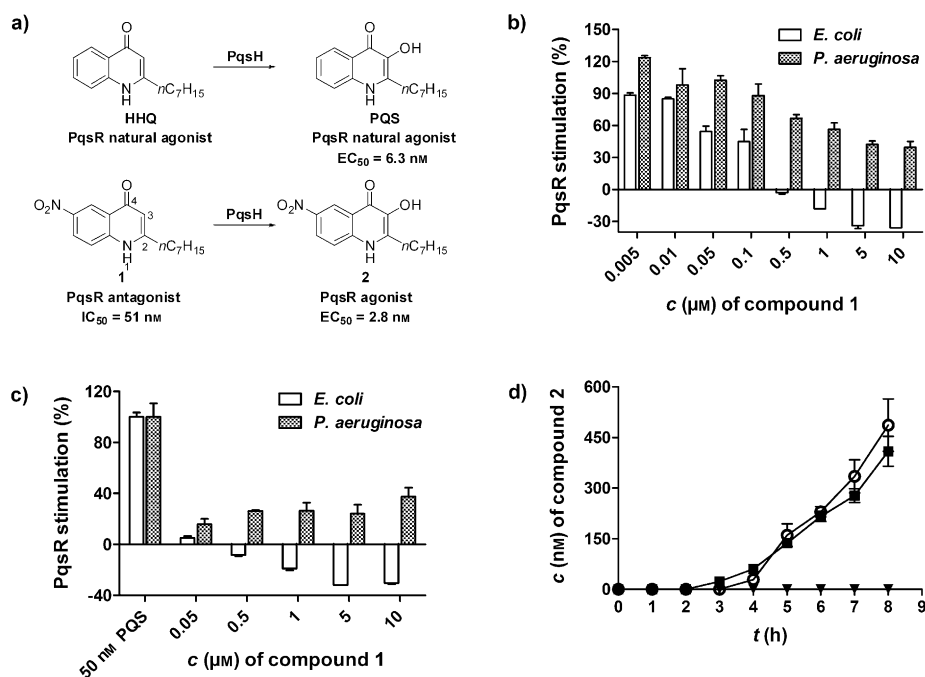 a)
O
HHQ
PqsR natural agonist
N
H
nC7H15
PqsH
O
OH
N
H
nC7H15
PQS
PqsR natural agonist
EC50 = 6.3 nM
O
NO2
4
3
2
N
H
1
nC7H15
1
PqsR antagonist
IC50 = 51 nM
PqsH
O
OH
NO2
N
H
nC7H15
2
PqsR agonist
EC50 = 2.8 nM
b)
E. coli
P. aeruginosa
PqsR stimulation (%)
150
120
90
60
30
0
-30
0.005
0.01
0.05
0.1
0.5
1
5
10
c (µM) of compound 1
c)
E. coli
P. aeruginosa
PqsR stimulation (%)
120
80
40
0
-40
50 nM PQS
0.05
0.5
1
5
10
c (µM) of compound 1
d)
c (nM) of compound 2
600
450
300
150
0
0 1 2 3 4 5 6 7 8 9
t (h)